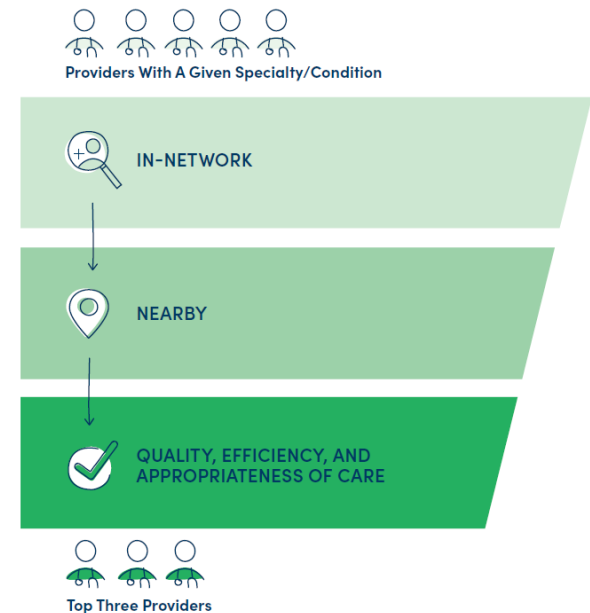 Providers With A Given Specialty/Condition
IN-NETWORK
NEARBY
QUALITY, EFFICIENCY, AND
APPROPRIATENESS OF CARE
Top Three Providers